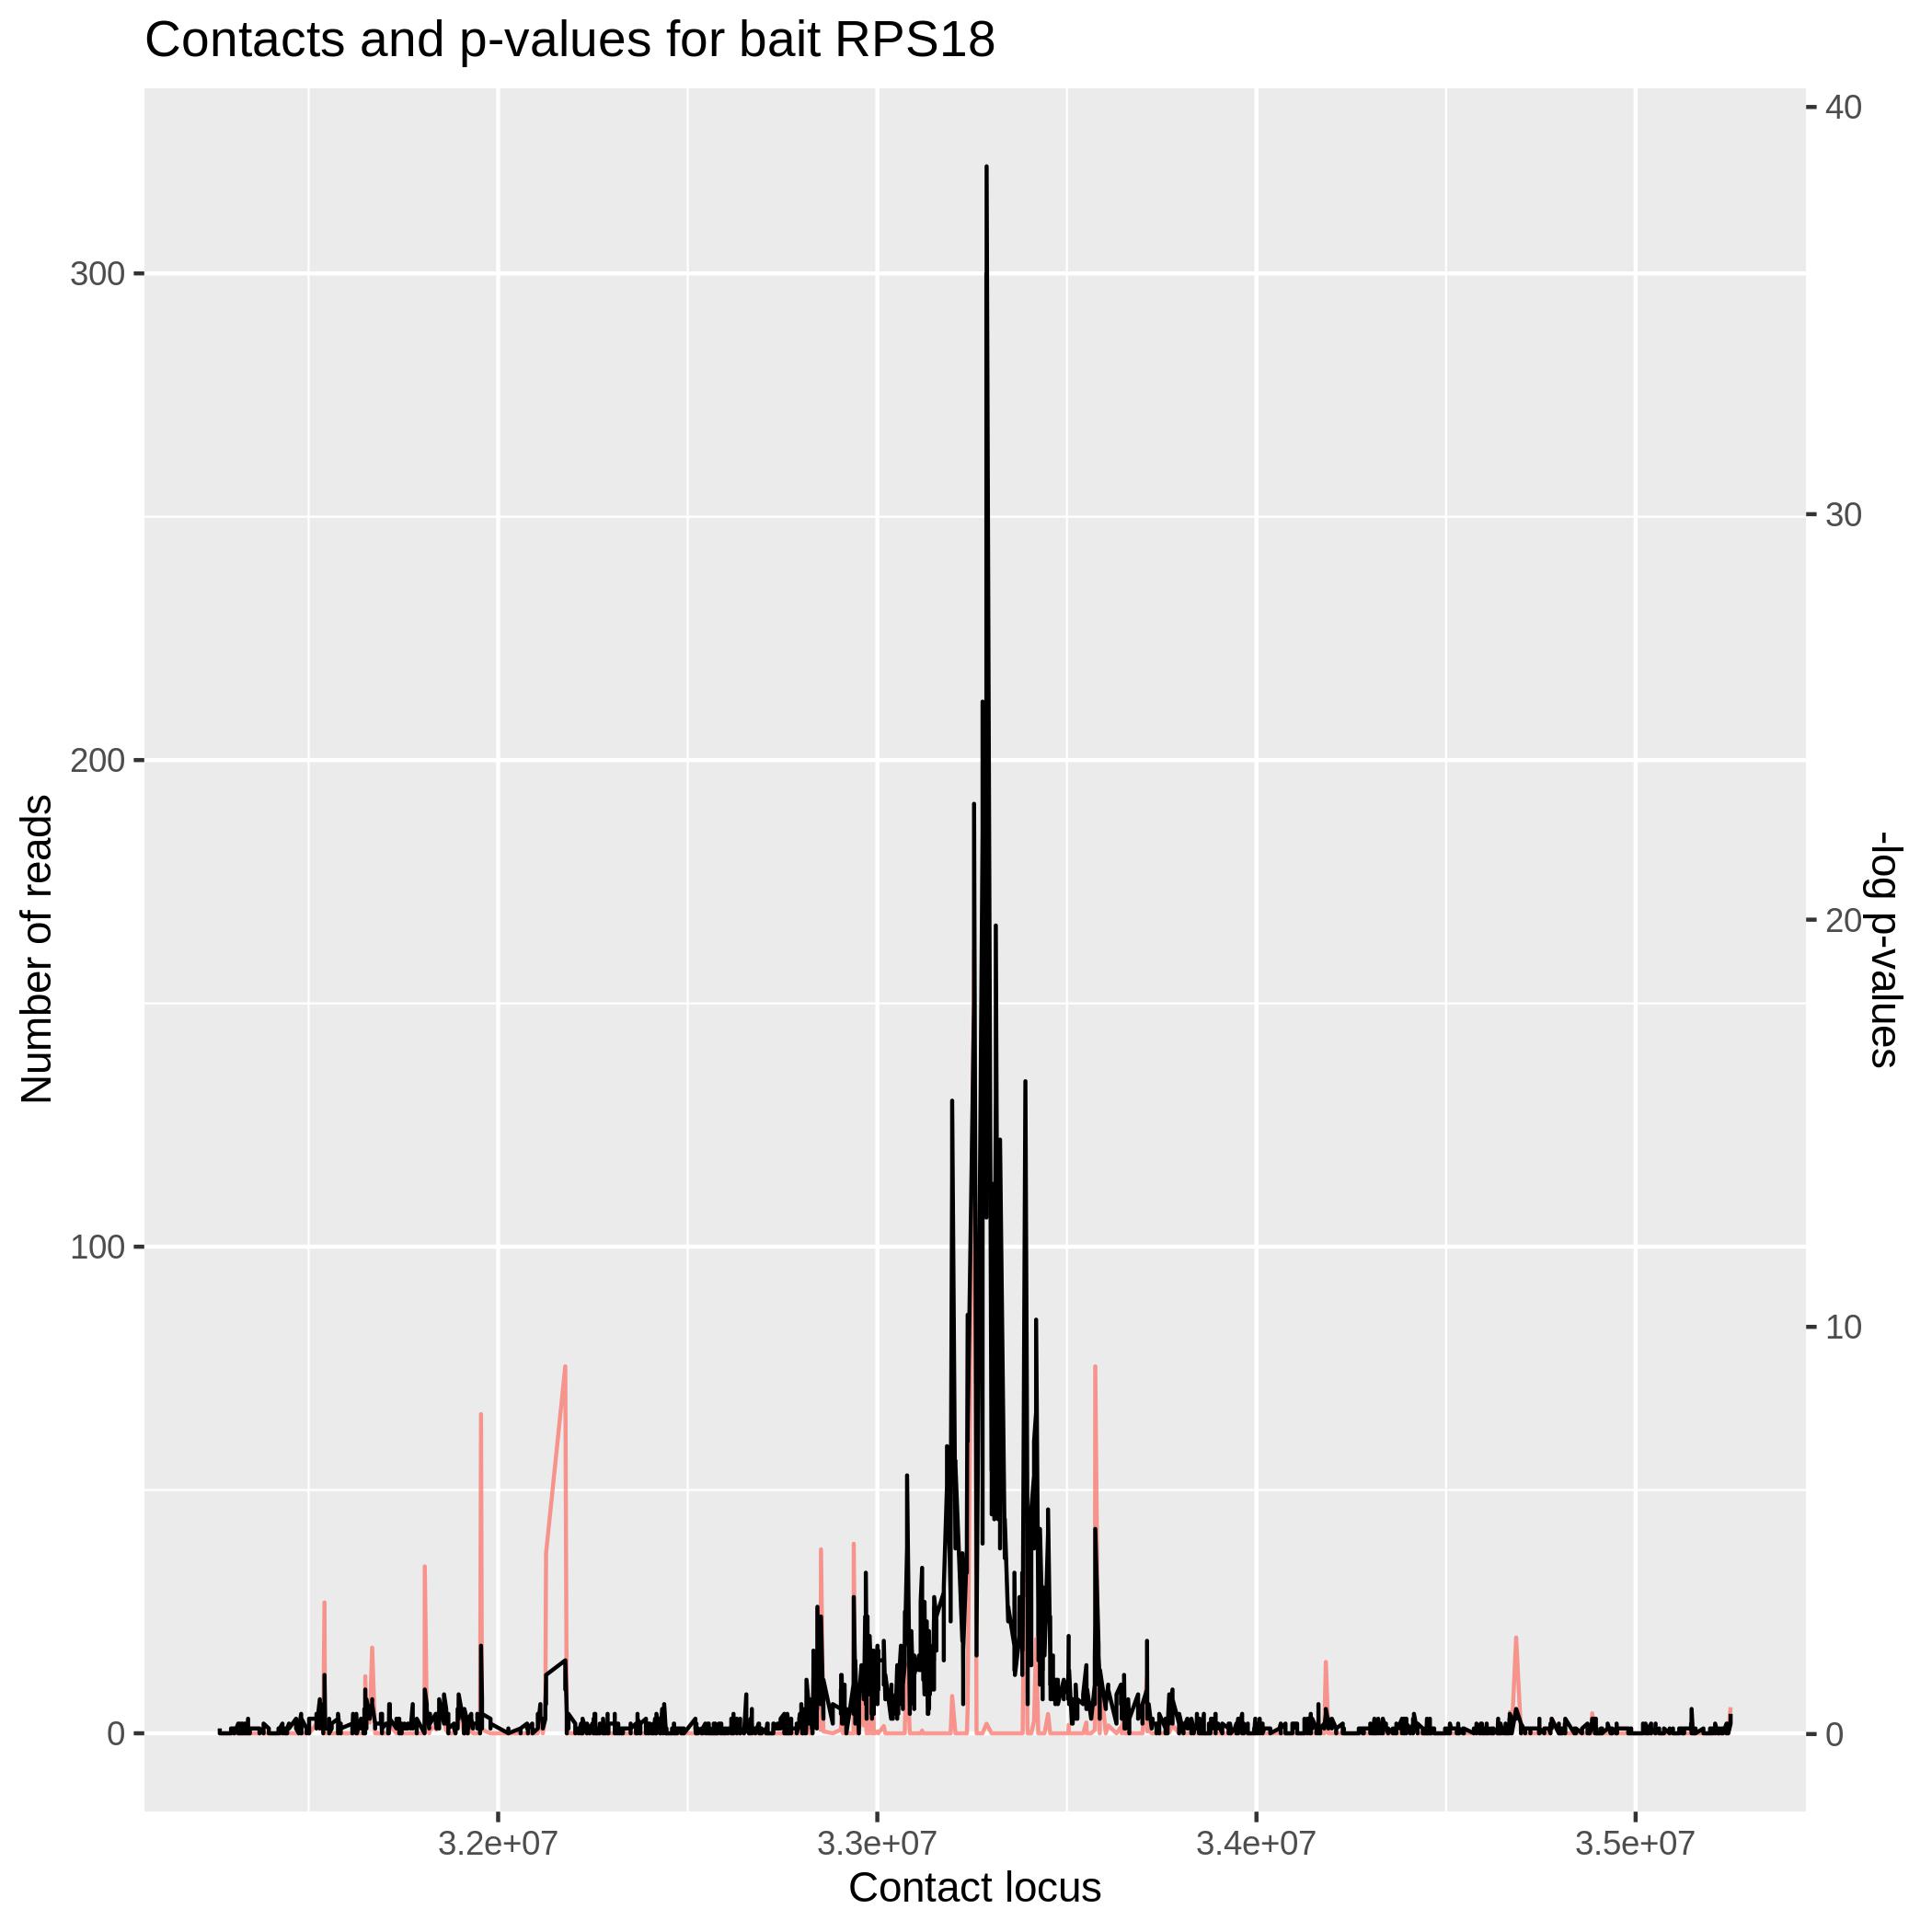 Contacts and p-values for bait RPS18
300
200
100
0
Number of reads
40
30
20
10
0
-log p-values
3.2e+07 3.3e+07 3.4e+07 3.5e+07
Contact locus